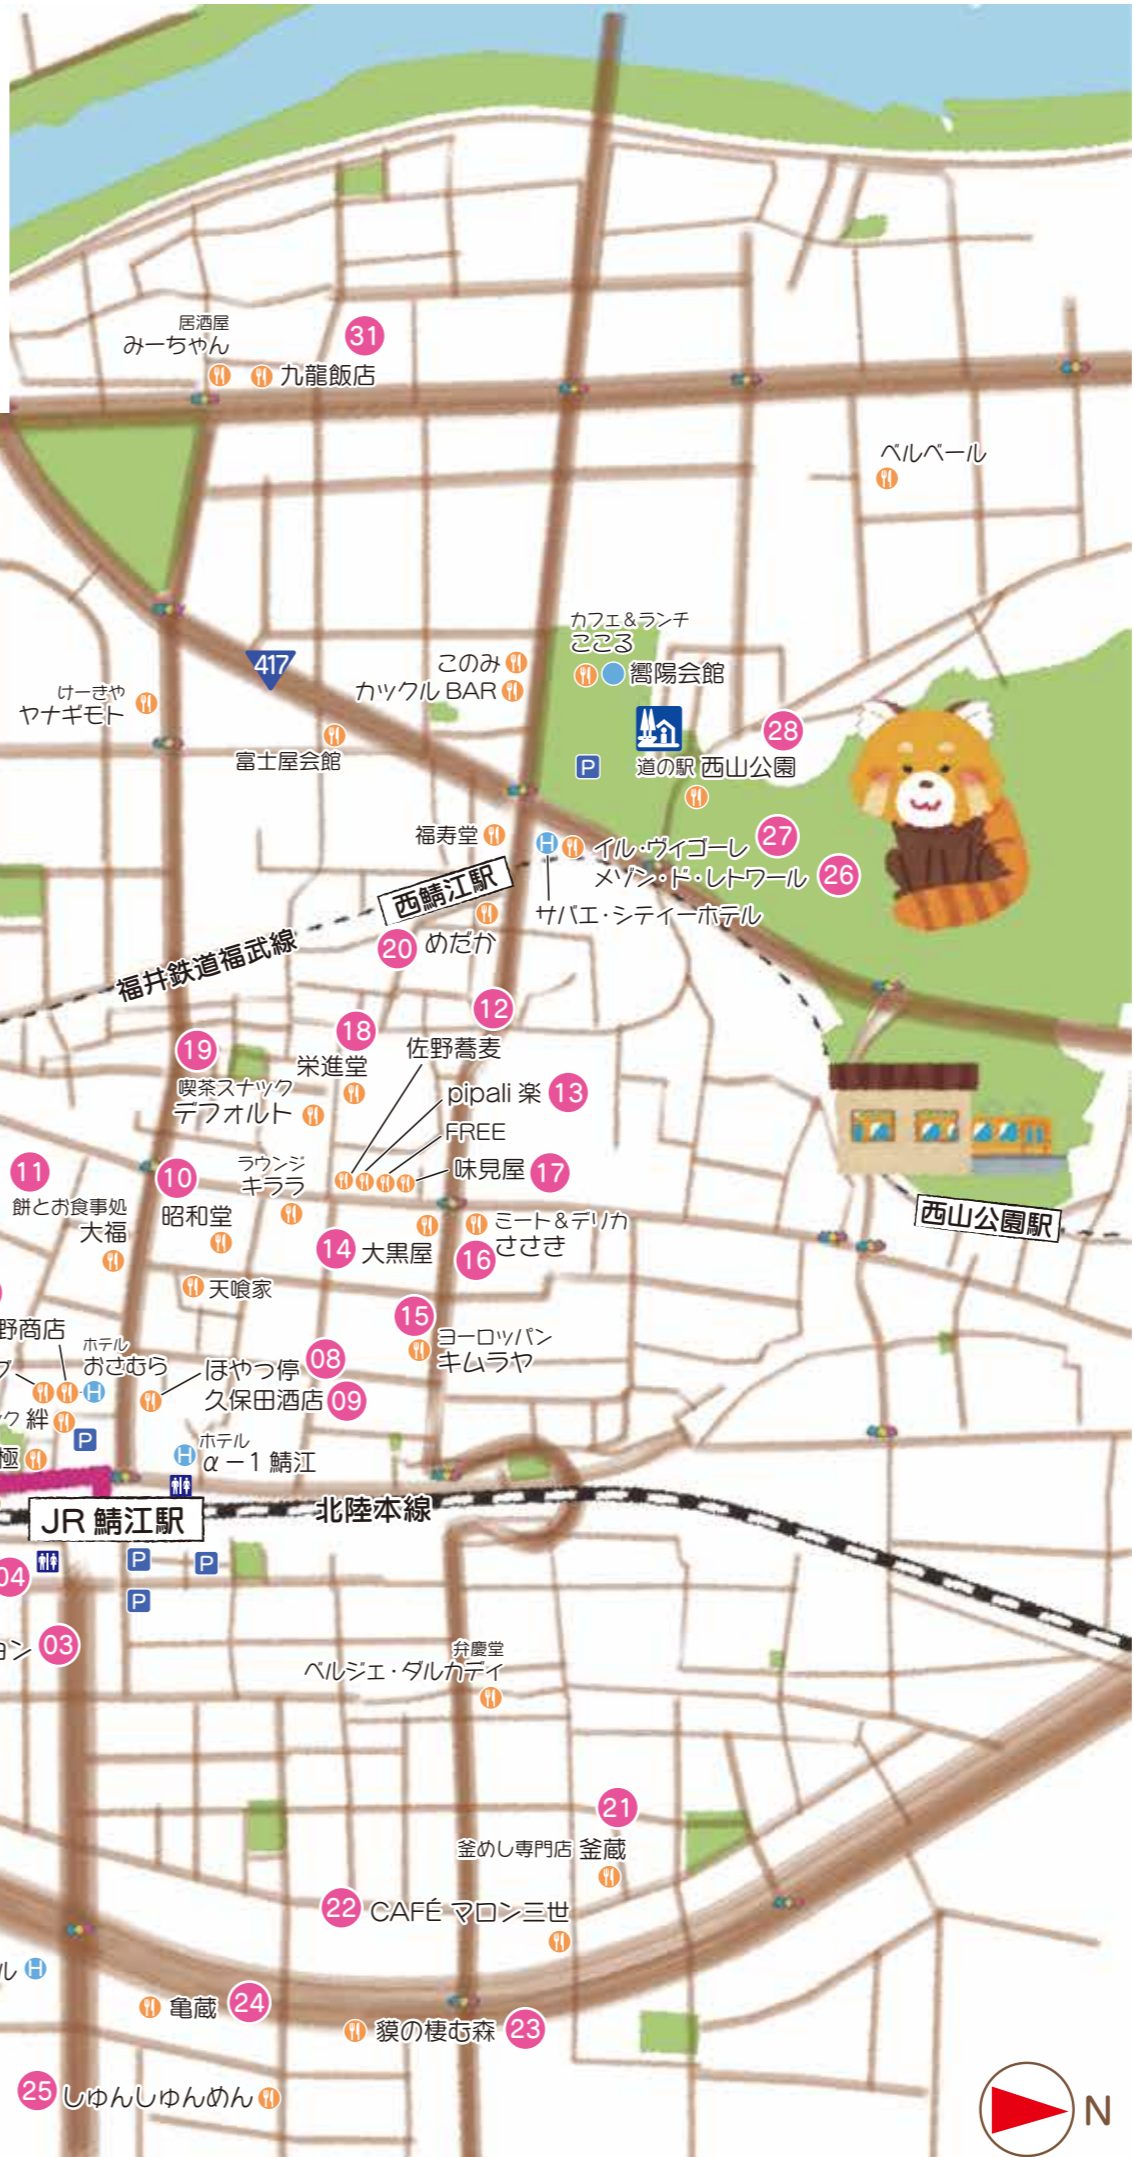 居酒屋
みーちゃん
31
九龍飯店
ベルベール
カフェ&ランチ
こころ
響陽会館
417
このみ
カックル BAR
けーきや
ヤナギモト
富士屋会館
28
P
道の駅 西山公園
福寿堂
H
イル・ヴィゴーレ 27
メゾン・ド・レトワール 26
サバエ・シティーホテル
西鯖江駅
20 めだか
福井鉄道福武線
12
佐野蕎麦
18
栄進堂
19
喫茶スナック
デフォルト
pipali 楽 13
FREE
味見屋 17
ラウンジ
キララ
11
餅とお食事処
大福
10
昭和堂
ミート&デリカ
ささき
16
14 大黒屋
西山公園駅
天喰家
15
ヨーロッパン
キムラヤ
野商店
ホテル
おさむら
H
ほやっ停 08
久保田酒店 09
ク 絆
P
極
ホテル
α－1 鯖江
H
JR 鯖江駅
北陸本線
04
P
P
P
ョン 03
弁慶堂
ベルジェ・ダルカディ
21
釜めし専門店 釜蔵
22 CAFÉ マロン三世
ル H
亀蔵 24
貘の棲む森 23
25 しゅんしゅんめん
N